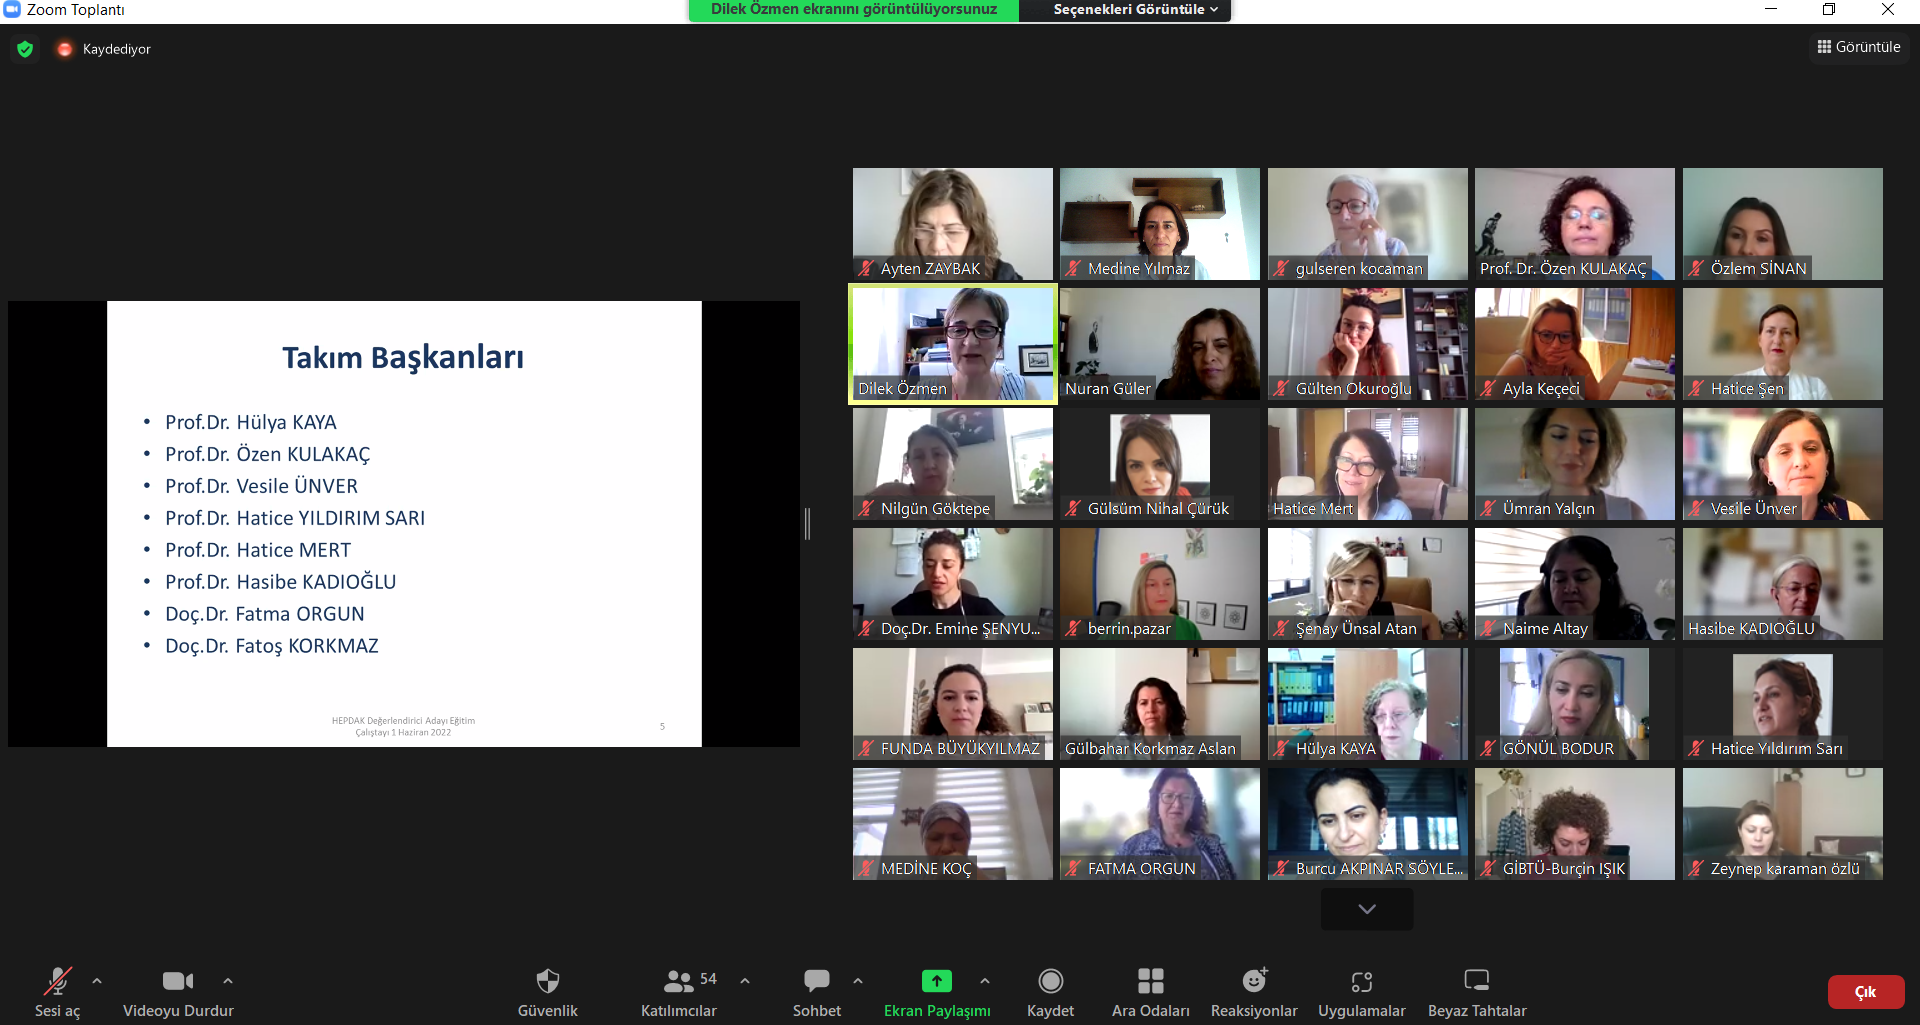 Zoom Toplantı
Dilek Özmen ekranını görüntülüyorsunuz
Seçenekleri Görüntüle
Kaydediyor
Görüntüle
Takım Başkanları
• Prof.Dr. Hülya KAYA
• Prof.Dr. Özen KULAKAÇ
• Prof.Dr. Vesile ÜNVER
• Prof.Dr. Hatice YILDIRIM SARI
• Prof.Dr. Hatice MERT
• Prof.Dr. Hasibe KADIOĞLU
• Doç.Dr. Fatma ORGUN
• Doç.Dr. Fatoş KORKMAZ
HEPDAK Değerlendirici Adayı Eğitim
Çalıştayı 1 Haziran 2022
5
Ayten ZAYBAK
Medine Yılmaz
gulseren kocaman
Prof. Dr. Özen KULAKAÇ
Özlem SİNAN
Dilek Özmen
Nuran Güler
Gülten Okuroğlu
Ayla Keçeci
Hatice Şen
Nilgün Göktepe
Gülsüm Nihal Çürük
Hatice Mert
Ümran Yalçın
Vesile Ünver
Doç.Dr. Emine ŞENYU...
berrin.pazar
Şenay Ünsal Atan
Naime Altay
Hasibe KADIOĞLU
FUNDA BÜYÜKYILMAZ
Gülbahar Korkmaz Aslan
Hülya KAYA
GÖNÜL BODUR
Hatice Yıldırım Sarı
MEDİNE KOÇ
FATMA ORGUN
Burcu AKPINAR SÖYLE...
GİBTÜ-Burçin IŞIK
Zeynep karaman özlü
Sesi aç
Videoyu Durdur
Güvenlik
54
Katılımcılar
Sohbet
Ekran Paylaşımı
Kaydet
Ara Odaları
Reaksiyonlar
Uygulamalar
Beyaz Tahtalar
Çık